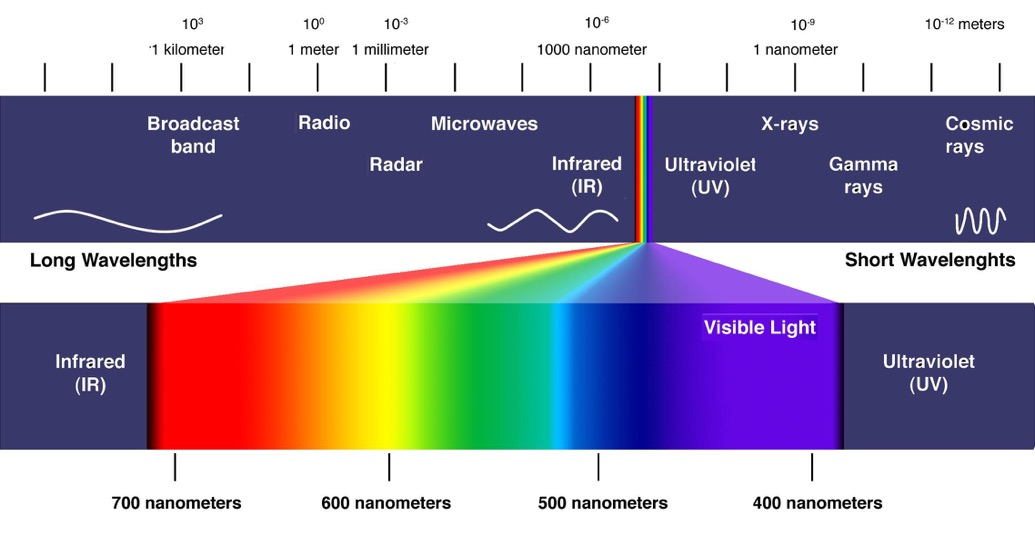 10³ 10⁰ 10⁻³ 10⁻⁶ 10⁻⁹ 10⁻¹² meters
1 kilometer 1 meter 1 millimeter 1000 nanometer 1 nanometer
Broadcast band
Radio
Microwaves
X-rays
Cosmic rays
Radar
Infrared (IR)
Ultraviolet (UV)
Gamma rays
Long Wavelengths
Short Wavelenghts
Visible Light
Infrared (IR)
Ultraviolet (UV)
700 nanometers 600 nanometers 500 nanometers 400 nanometers